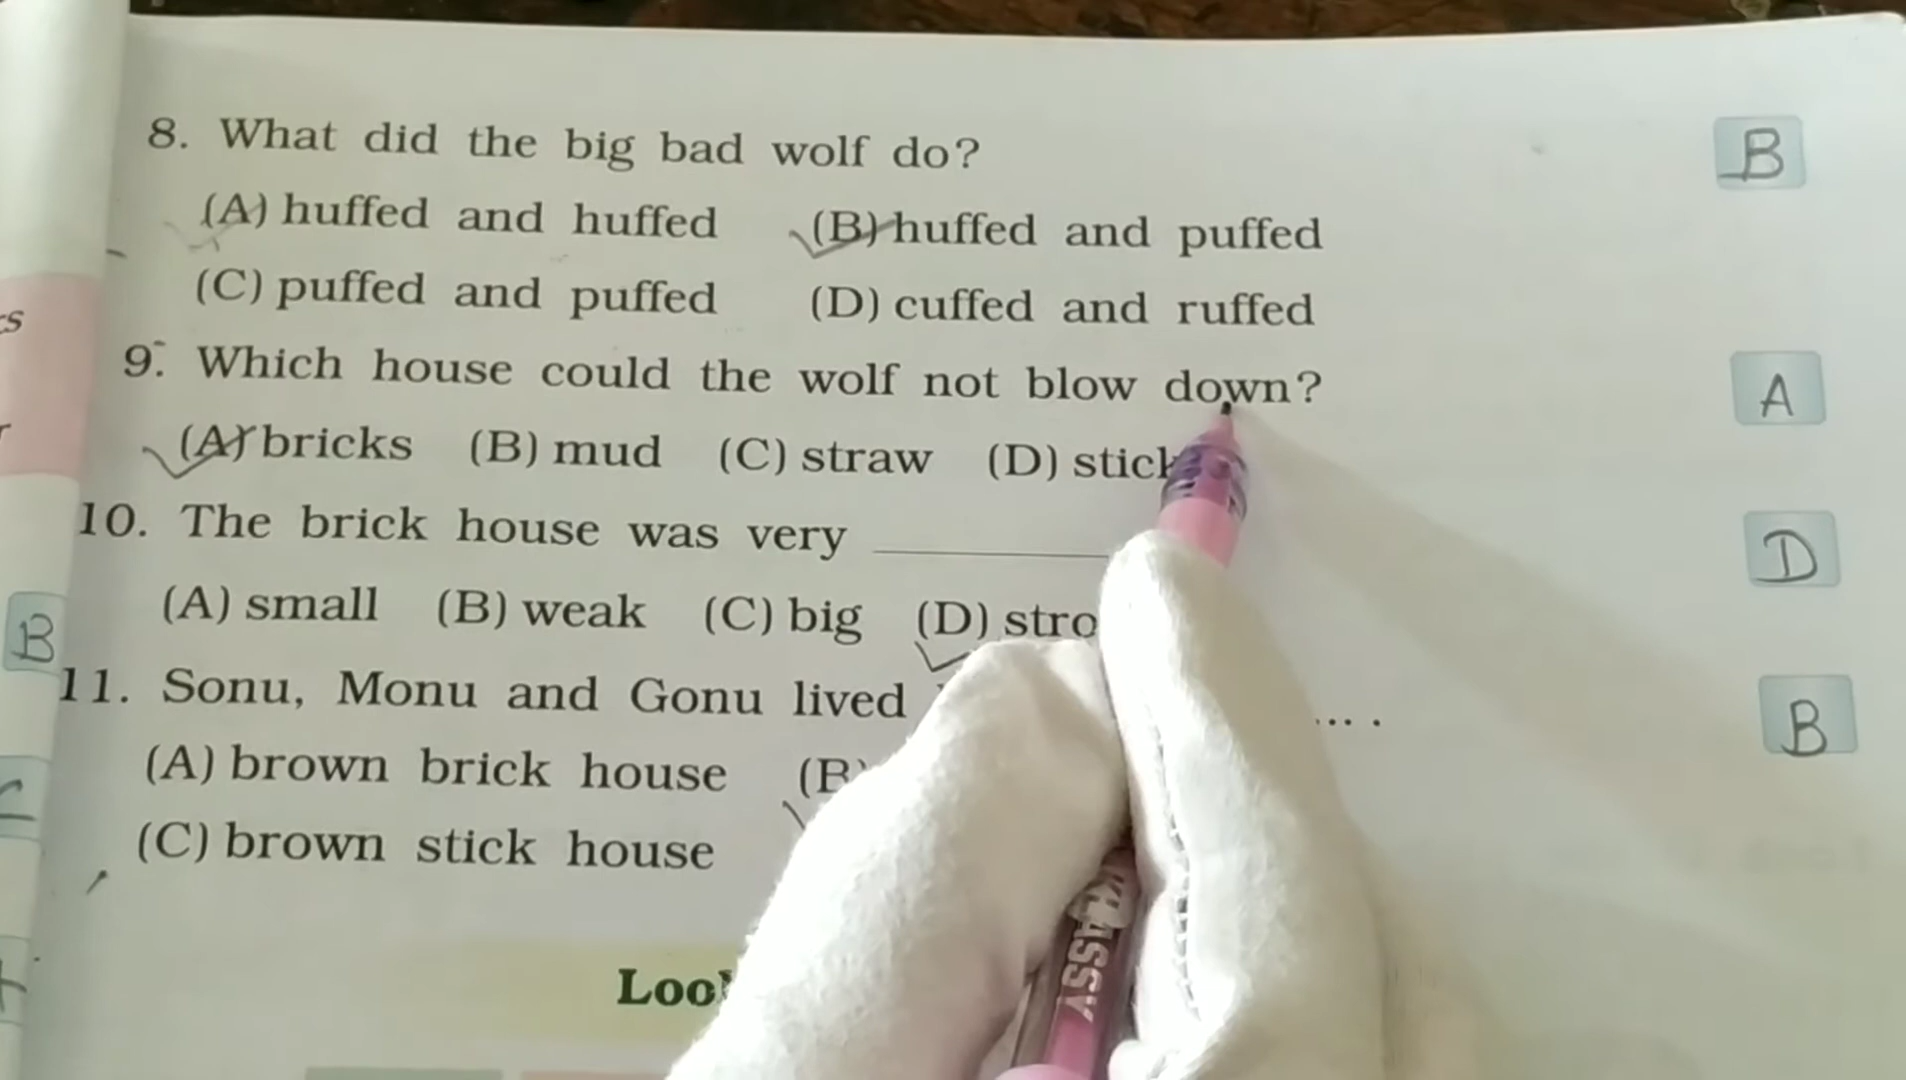 8. What did the big bad wolf do? B
(A) huffed and huffed (B) huffed and puffed
(C) puffed and puffed (D) cuffed and ruffed
9. Which house could the wolf not blow down? A
(A) bricks (B) mud (C) straw (D) stick
10. The brick house was very ______ D
(A) small (B) weak (C) big (D) stro
B
11. Sonu, Monu and Gonu lived .... B
(A) brown brick house (B)
(C) brown stick house
KHASSY